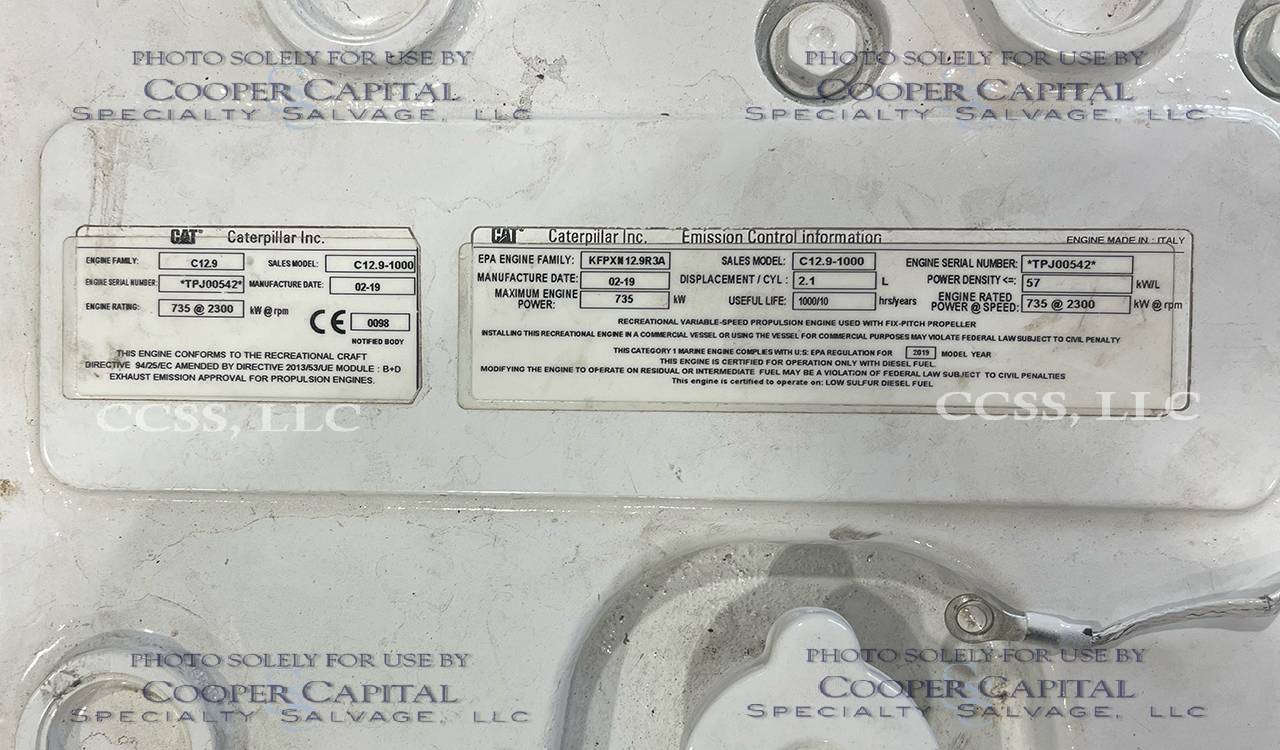 PHOTO SOLELY FOR USE BY
COOPER CAPITAL
SPECIALTY SALVAGE, LLC
PHOTO SOLELY FOR USE BY
COOPER CAPITAL
SPECIALTY SALVAGE, LLC
CAT® Caterpillar Inc.
ENGINE FAMILY: C12.9 SALES MODEL: C12.9-1000
ENGINE SERIAL NUMBER: *TPJ00542* MANUFACTURE DATE: 02-19
ENGINE RATING: 735 @ 2300 kW @ rpm
CE 0098
NOTIFIED BODY
THIS ENGINE CONFORMS TO THE RECREATIONAL CRAFT
DIRECTIVE 94/25/EC AMENDED BY DIRECTIVE 2013/53/UE MODULE : B+D
EXHAUST EMISSION APPROVAL FOR PROPULSION ENGINES.
CAT® Caterpillar Inc. Emission Control information ENGINE MADE IN : ITALY
EPA ENGINE FAMILY: KFPXN12.9R3A SALES MODEL: C12.9-1000 ENGINE SERIAL NUMBER: *TPJ00542*
MANUFACTURE DATE: 02-19 DISPLACEMENT / CYL : 2.1 L POWER DENSITY <=: 57 kW/L
MAXIMUM ENGINE POWER: 735 kW USEFUL LIFE: 1000/10 hrs/years ENGINE RATED POWER @ SPEED: 735 @ 2300 kW @ rpm
RECREATIONAL VARIABLE-SPEED PROPULSION ENGINE USED WITH FIX-PITCH PROPELLER
INSTALLING THIS RECREATIONAL ENGINE IN A COMMERCIAL VESSEL OR USING THE VESSEL FOR COMMERCIAL PURPOSES MAY VIOLATE FEDERAL LAW SUBJECT TO CIVIL PENALTY
THIS CATEGORY 1 MARINE ENGINE COMPLIES WITH U.S: EPA REGULATION FOR 2019 MODEL YEAR
THIS ENGINE IS CERTIFIED FOR OPERATION ONLY WITH DIESEL FUEL.
MODIFYING THE ENGINE TO OPERATE ON RESIDUAL OR INTERMEDIATE FUEL MAY BE A VIOLATION OF FEDERAL LAW SUBJECT TO CIVIL PENALTIES
This engine is certified to operate on: LOW SULFUR DIESEL FUEL
CCSS, LLC
CCSS, LLC
PHOTO SOLELY FOR USE BY
COOPER CAPITAL
SPECIALTY SALVAGE, LLC
PHOTO SOLELY FOR USE BY
COOPER CAPITAL
SPECIALTY SALVAGE, LLC